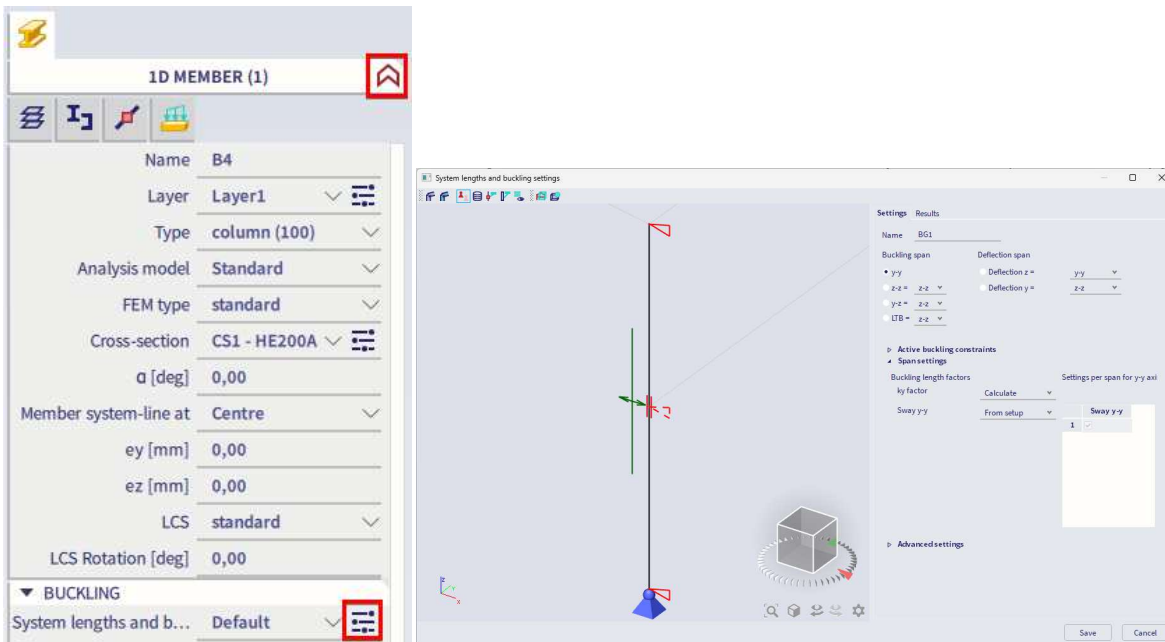 1D MEMBER (1)
Name B4
Layer Layer1
Type column (100)
Analysis model Standard
FEM type standard
Cross-section CS1 - HE200A
α [deg] 0,00
Member system-line at Centre
ey [mm] 0,00
ez [mm] 0,00
LCS standard
LCS Rotation [deg] 0,00
BUCKLING
System lengths and b... Default
System lengths and buckling settings
Settings Results
Name BG1
Buckling span Deflection span
y-y Deflection z = y-y
z-z = z-z Deflection y = z-z
y-z = z-z
LTB = z-z
Active buckling constraints
Span settings
Buckling length factors Settings per span for y-y axi
ky factor Calculate
Sway y-y From setup Sway y-y
1
Advanced settings
z
y
x
Save Cancel